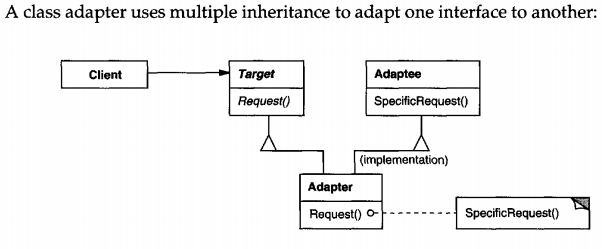 A class adapter uses multiple inheritance to adapt one interface to another:
Client
Target
Request()
Adaptee
SpecificRequest()
(implementation)
Adapter
Request()
SpecificRequest()